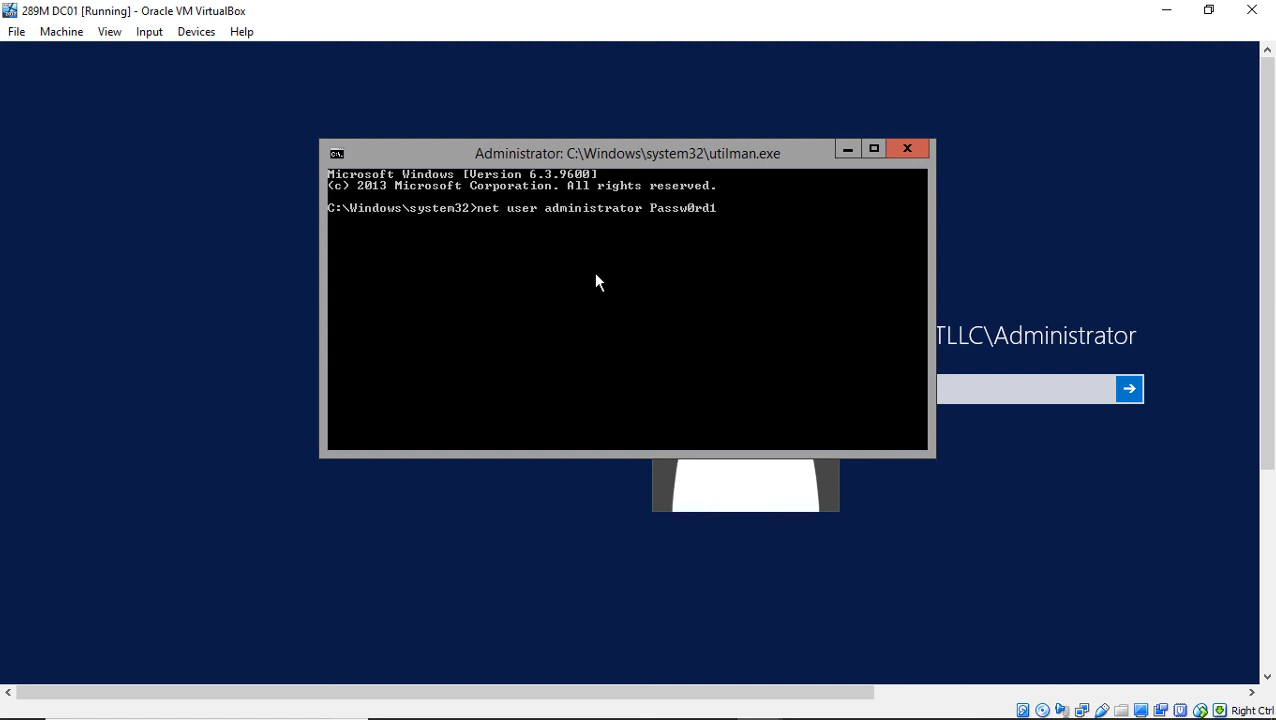 289M DC01 [Running] - Oracle VM VirtualBox
File Machine View Input Devices Help
Administrator: C:\Windows\system32\utilman.exe
C:\.
Microsoft Windows [Version 6.3.9600]
(c) 2013 Microsoft Corporation. All rights reserved.
C:\Windows\system32>net user administrator Passw0rd1
TLLC\Administrator
Right Ctrl